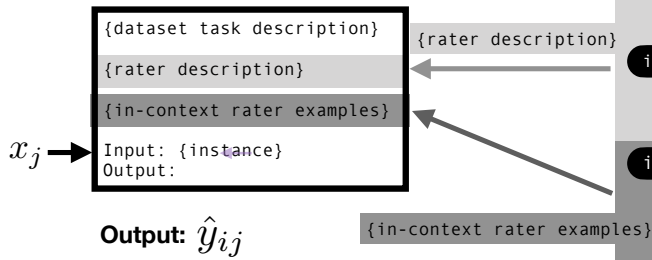 {dataset task description}
{rater description}
{rater description}
i
{in-context rater examples}
x_j
Input: {instance}
Output:
i
Output: ŷ_ij
{in-context rater examples}